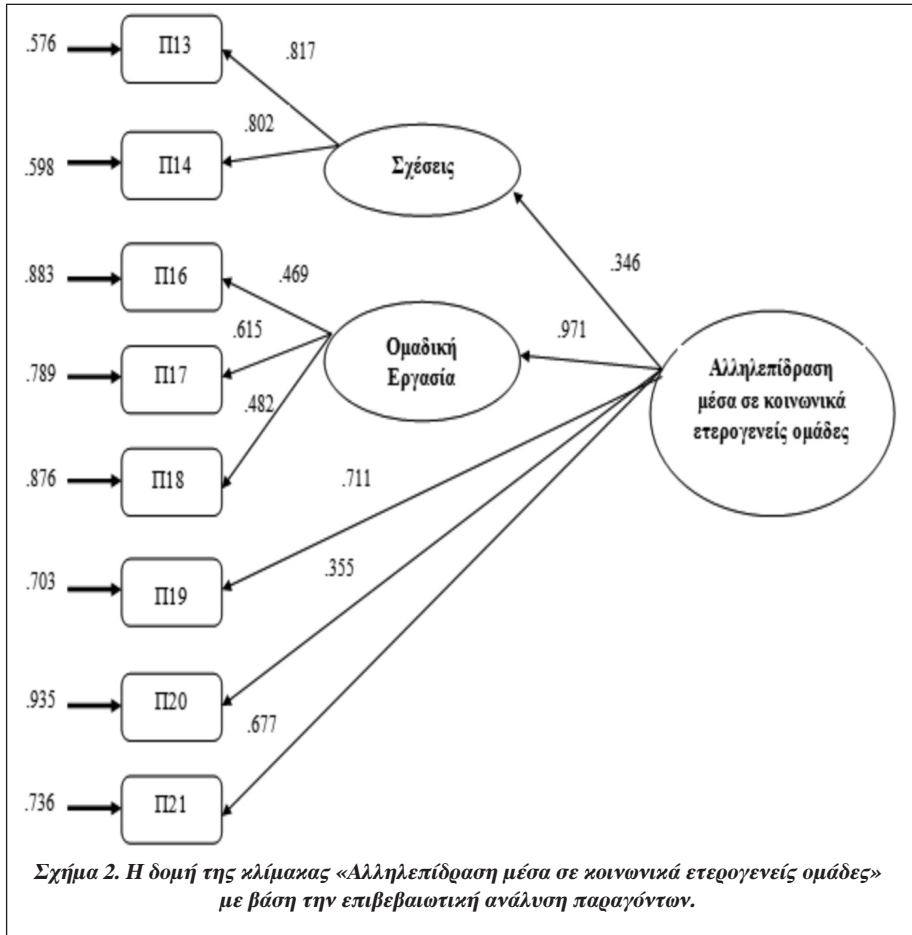 .576
Π13
.817
.802
.598
Π14
Σχέσεις
.346
.883
Π16
.469
.615
.971
Ομαδική
Εργασία
.789
Π17
.482
Αλληλεπίδραση
μέσα σε κοινωνικά
ετερογενείς ομάδες
.876
Π18
.711
.703
Π19
.355
.935
Π20
.677
.736
Π21
Σχήμα 2. Η δομή της κλίμακας «Αλληλεπίδραση μέσα σε κοινωνικά ετερογενείς ομάδες»
με βάση την επιβεβαιωτική ανάλυση παραγόντων.